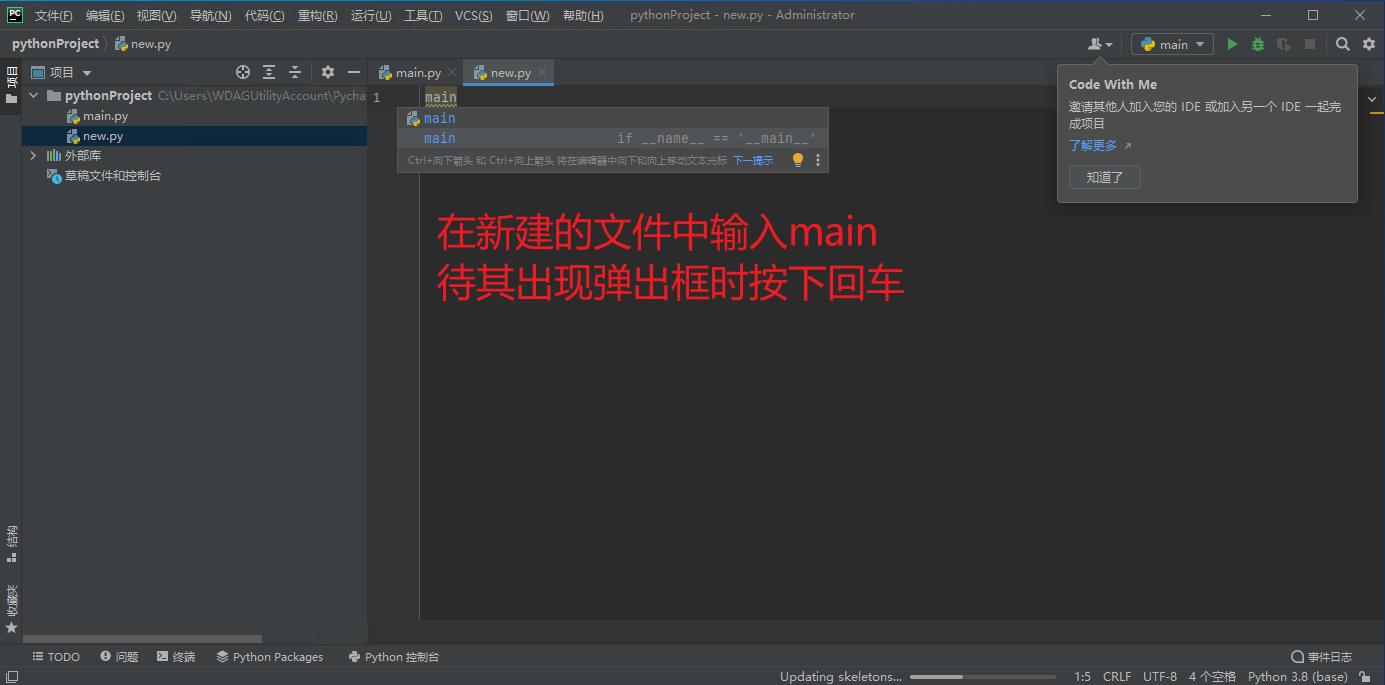 PC 文件(F) 编辑(E) 视图(V) 导航(N) 代码(C) 重构(R) 运行(U) 工具(T) VCS(S) 窗口(W) 帮助(H) pythonProject - new.py - Administrator
pythonProject new.py main
项目 项目 main.py new.py
pythonProject C:\Users\WDAGUtilityAccount\Pycha
main.py
new.py
外部库
草稿文件和控制台
1 main
main
main if __name__ == '__main__'
Ctrl+向下箭头 和 Ctrl+向上箭头 将在编辑器中向下和向上移动文本光标 下一提示
Code With Me
邀请其他人加入您的 IDE 或加入另一个 IDE 一起完
成项目
了解更多
知道了
在新建的文件中输入main
待其出现弹出框时按下回车
结构
收藏夹
TODO 问题 终端 Python Packages Python 控制台 事件日志
Updating skeletons... 1:5 CRLF UTF-8 4 个空格 Python 3.8 (base)